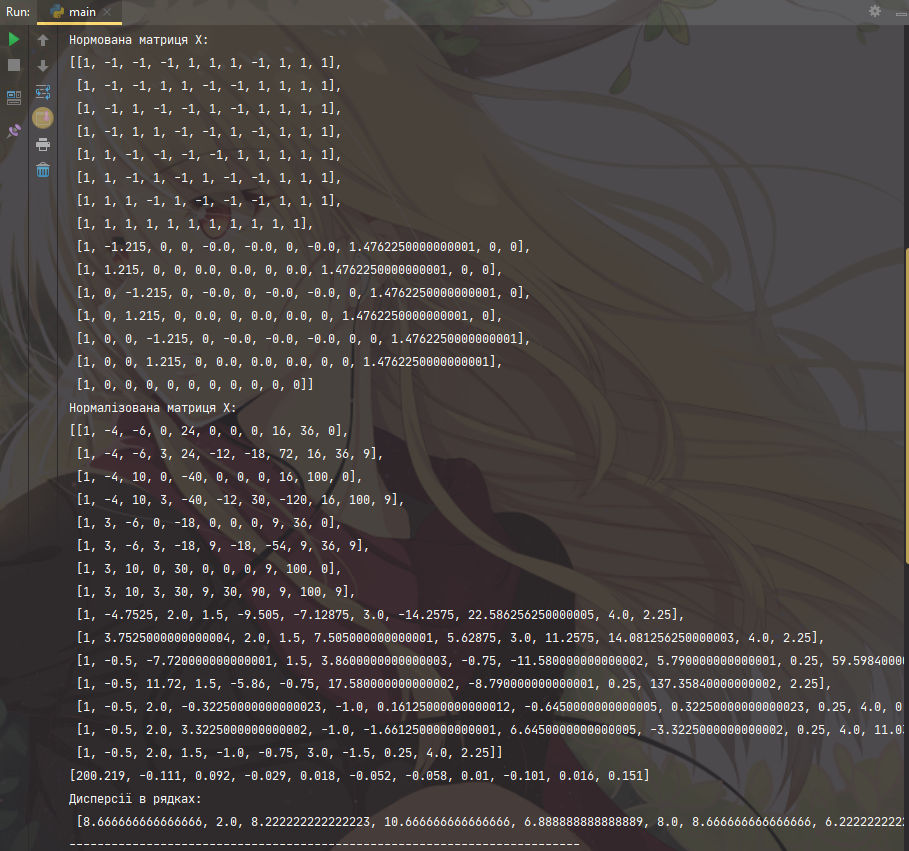 Run: main
Нормована матриця X:
[[1, -1, -1, -1, 1, 1, 1, -1, 1, 1, 1],
[1, -1, -1, 1, 1, -1, -1, 1, 1, 1, 1],
[1, -1, 1, -1, -1, 1, -1, 1, 1, 1, 1],
[1, -1, 1, 1, -1, -1, 1, -1, 1, 1, 1],
[1, 1, -1, -1, -1, -1, 1, 1, 1, 1, 1],
[1, 1, -1, 1, -1, 1, -1, -1, 1, 1, 1],
[1, 1, 1, -1, 1, -1, -1, -1, 1, 1, 1],
[1, 1, 1, 1, 1, 1, 1, 1, 1, 1, 1],
[1, -1.215, 0, 0, -0.0, -0.0, 0, -0.0, 1.4762250000000001, 0, 0],
[1, 1.215, 0, 0, 0.0, 0.0, 0, 0.0, 1.4762250000000001, 0, 0],
[1, 0, -1.215, 0, -0.0, 0, -0.0, -0.0, 0, 1.4762250000000001, 0],
[1, 0, 1.215, 0, 0.0, 0, 0.0, 0.0, 0, 1.4762250000000001, 0],
[1, 0, 0, -1.215, 0, -0.0, -0.0, -0.0, 0, 0, 1.4762250000000001],
[1, 0, 0, 1.215, 0, 0.0, 0.0, 0.0, 0, 0, 1.4762250000000001],
[1, 0, 0, 0, 0, 0, 0, 0, 0, 0, 0]]
Нормалізована матриця X:
[[1, -4, -6, 0, 24, 0, 0, 0, 16, 36, 0],
[1, -4, -6, 3, 24, -12, -18, 72, 16, 36, 9],
[1, -4, 10, 0, -40, 0, 0, 0, 16, 100, 0],
[1, -4, 10, 3, -40, -12, 30, -120, 16, 100, 9],
[1, 3, -6, 0, -18, 0, 0, 0, 9, 36, 0],
[1, 3, -6, 3, -18, 9, -18, -54, 9, 36, 9],
[1, 3, 10, 0, 30, 0, 0, 0, 9, 100, 0],
[1, 3, 10, 3, 30, 9, 30, 90, 9, 100, 9],
[1, -4.7525, 2.0, 1.5, -9.505, -7.12875, 3.0, -14.2575, 22.586256250000005, 4.0, 2.25],
[1, 3.7525000000000004, 2.0, 1.5, 7.505000000000001, 5.62875, 3.0, 11.2575, 14.081256250000003, 4.0, 2.25],
[1, -0.5, -7.720000000000001, 1.5, 3.8600000000000003, -0.75, -11.580000000000002, 5.790000000000001, 0.25, 59.59840000
[1, -0.5, 11.72, 1.5, -5.86, -0.75, 17.580000000000002, -8.790000000000001, 0.25, 137.35840000000002, 2.25],
[1, -0.5, 2.0, -0.32250000000000023, -1.0, 0.16125000000000012, -0.6450000000000005, 0.32250000000000023, 0.25, 4.0, 0
[1, -0.5, 2.0, 3.322500000000002, -1.0, -1.661250000000001, 6.6450000000000005, -3.3225000000000002, 0.25, 4.0, 11.03
[1, -0.5, 2.0, 1.5, -1.0, -0.75, 3.0, -1.5, 0.25, 4.0, 2.25]]
[200.219, -0.111, 0.092, -0.029, 0.018, -0.052, -0.058, 0.01, -0.101, 0.016, 0.151]
Дисперсії в рядках:
[8.666666666666666, 2.0, 8.222222222222223, 10.666666666666666, 6.888888888888889, 8.0, 8.666666666666666, 6.2222222222
-------------------------------------------------------------------------